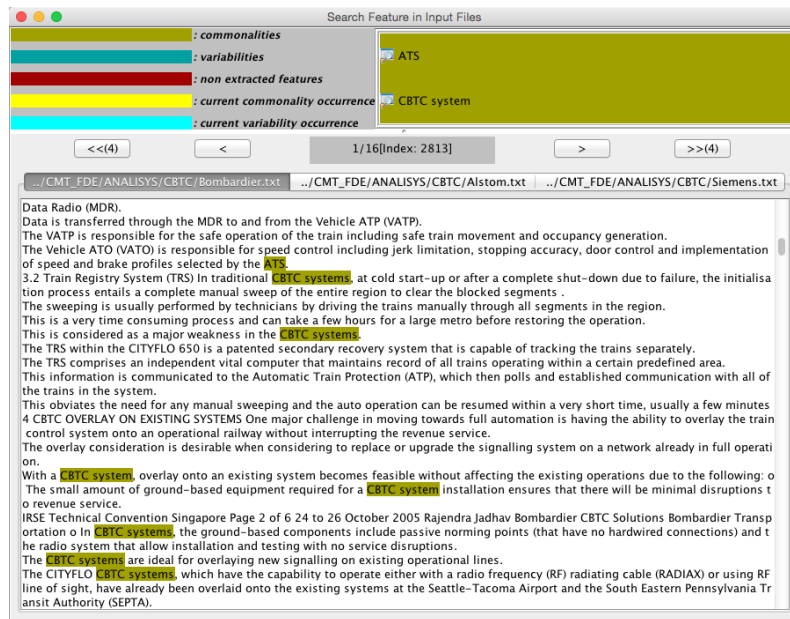 Search Feature in Input Files
: commonalities
: variabilities
: non extracted features
: current commonality occurrence
: current variability occurrence
ATS
CBTC system
<<(4)
<
1/16[Index: 2813]
>
>>(4)
../CMT_FDE/ANALISYS/CBTC/Bombardier.txt
../CMT_FDE/ANALISYS/CBTC/Alstom.txt
../CMT_FDE/ANALISYS/CBTC/Siemens.txt
Data Radio (MDR).
Data is transferred through the MDR to and from the Vehicle ATP (VATP).
The VATP is responsible for the safe operation of the train including safe train movement and occupancy generation.
The Vehicle ATO (VATO) is responsible for speed control including jerk limitation, stopping accuracy, door control and implementation
of speed and brake profiles selected by the ATS.
3.2 Train Registry System (TRS) In traditional CBTC systems, at cold start-up or after a complete shut-down due to failure, the initialisa
tion process entails a complete manual sweep of the entire region to clear the blocked segments .
The sweeping is usually performed by technicians by driving the trains manually through all segments in the region.
This is a very time consuming process and can take a few hours for a large metro before restoring the operation.
This is considered as a major weakness in the CBTC systems.
The TRS within the CITYFLO 650 is a patented secondary recovery system that is capable of tracking the trains separately.
The TRS comprises an independent vital computer that maintains record of all trains operating within a certain predefined area.
This information is communicated to the Automatic Train Protection (ATP), which then polls and established communication with all of
the trains in the system.
This obviates the need for any manual sweeping and the auto operation can be resumed within a very short time, usually a few minutes
4 CBTC OVERLAY ON EXISTING SYSTEMS One major challenge in moving towards full automation is having the ability to overlay the train
control system onto an operational railway without interrupting the revenue service.
The overlay consideration is desirable when considering to replace or upgrade the signalling system on a network already in full operati
on.
With a CBTC system, overlay onto an existing system becomes feasible without affecting the existing operations due to the following: o
The small amount of ground-based equipment required for a CBTC system installation ensures that there will be minimal disruptions t
o revenue service.
IRSE Technical Convention Singapore Page 2 of 6 24 to 26 October 2005 Rajendra Jadhav Bombardier CBTC Solutions Bombardier Transp
ortation o In CBTC systems, the ground-based components include passive norming points (that have no hardwired connections) and t
he radio system that allow installation and testing with no service disruptions.
The CBTC systems are ideal for overlaying new signalling on existing operational lines.
The CITYFLO CBTC systems, which have the capability to operate either with a radio frequency (RF) radiating cable (RADIAX) or using RF
line of sight, have already been overlaid onto the existing systems at the Seattle-Tacoma Airport and the South Eastern Pennsylvania Tr
ansit Authority (SEPTA).